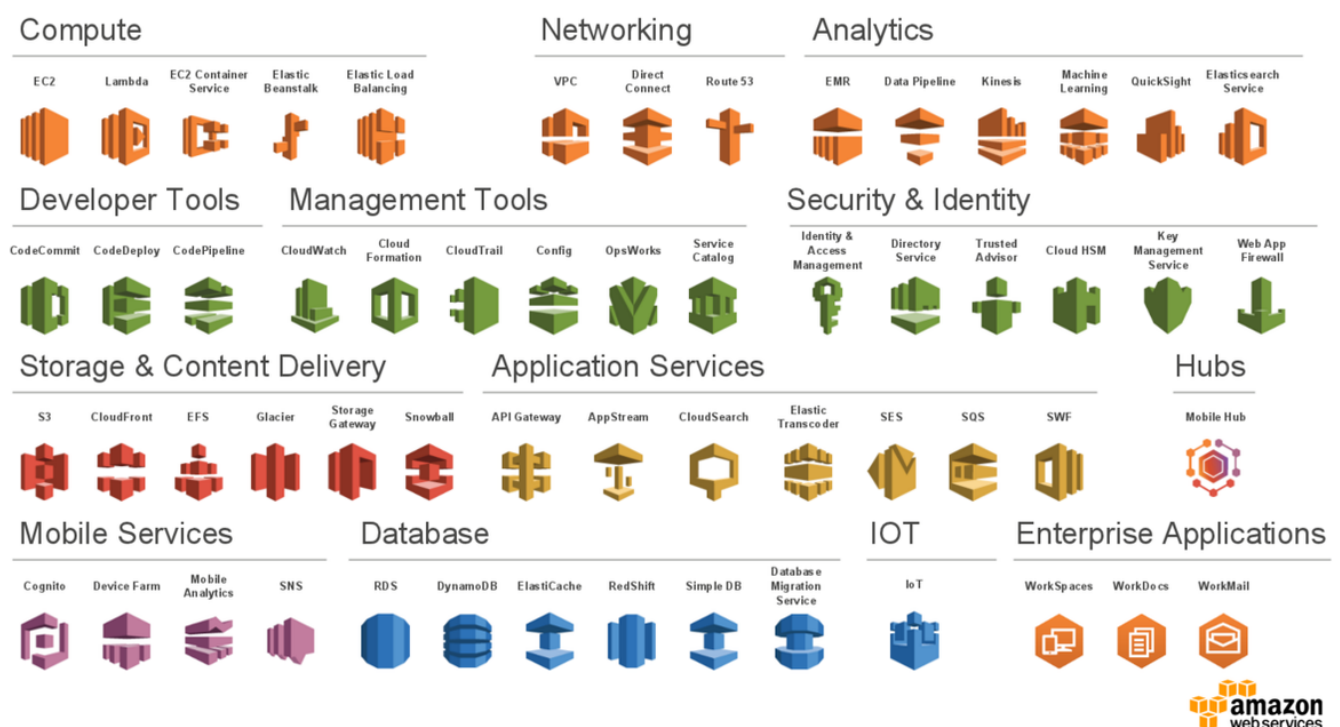 Compute
Networking
Analytics
EC2
Lambda
EC2 Container
Service
Elastic
Beanstalk
Elastic Load
Balancing
VPC
Direct
Connect
Route 53
EMR
Data Pipeline
Kinesis
Machine
Learning
QuickSight
Elasticsearch
Service
Developer Tools
Management Tools
Security & Identity
CodeCommit
CodeDeploy
CodePipeline
CloudWatch
Cloud
Formation
CloudTrail
Config
OpsWorks
Service
Catalog
Identity &
Access
Management
Directory
Service
Trusted
Advisor
Cloud HSM
Key
Management
Service
Web App
Firewall
Storage & Content Delivery
Application Services
Hubs
S3
CloudFront
EFS
Glacier
Storage
Gateway
Snowball
API Gateway
AppStream
CloudSearch
Elastic
Transcoder
SES
SQS
SWF
Mobile Hub
Mobile Services
Database
IOT
Enterprise Applications
Cognito
Device Farm
Mobile
Analytics
SNS
RDS
DynamoDB
ElastiCache
RedShift
Simple DB
Database
Migration
Service
IoT
WorkSpaces
WorkDocs
WorkMail
amazon
web services